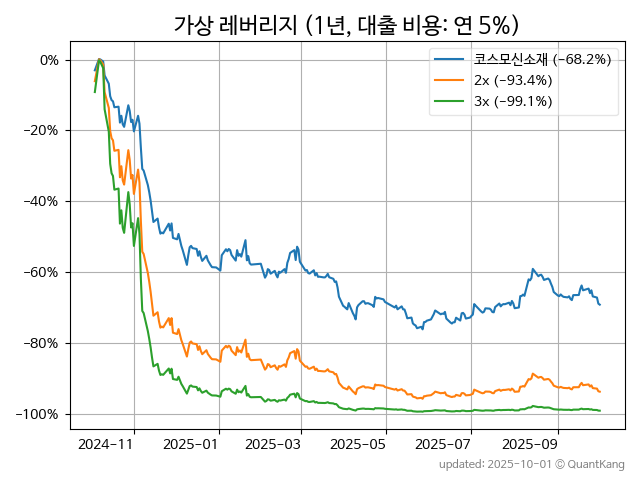 가상 레버리지 (1년, 대출 비용: 연 5%)
코스모신소재 (−68.2%)
2x (−93.4%)
3x (−99.1%)
0%
−20%
−40%
−60%
−80%
−100%
2024-11 2025-01 2025-03 2025-05 2025-07 2025-09
updated: 2025-10-01 © QuantKang